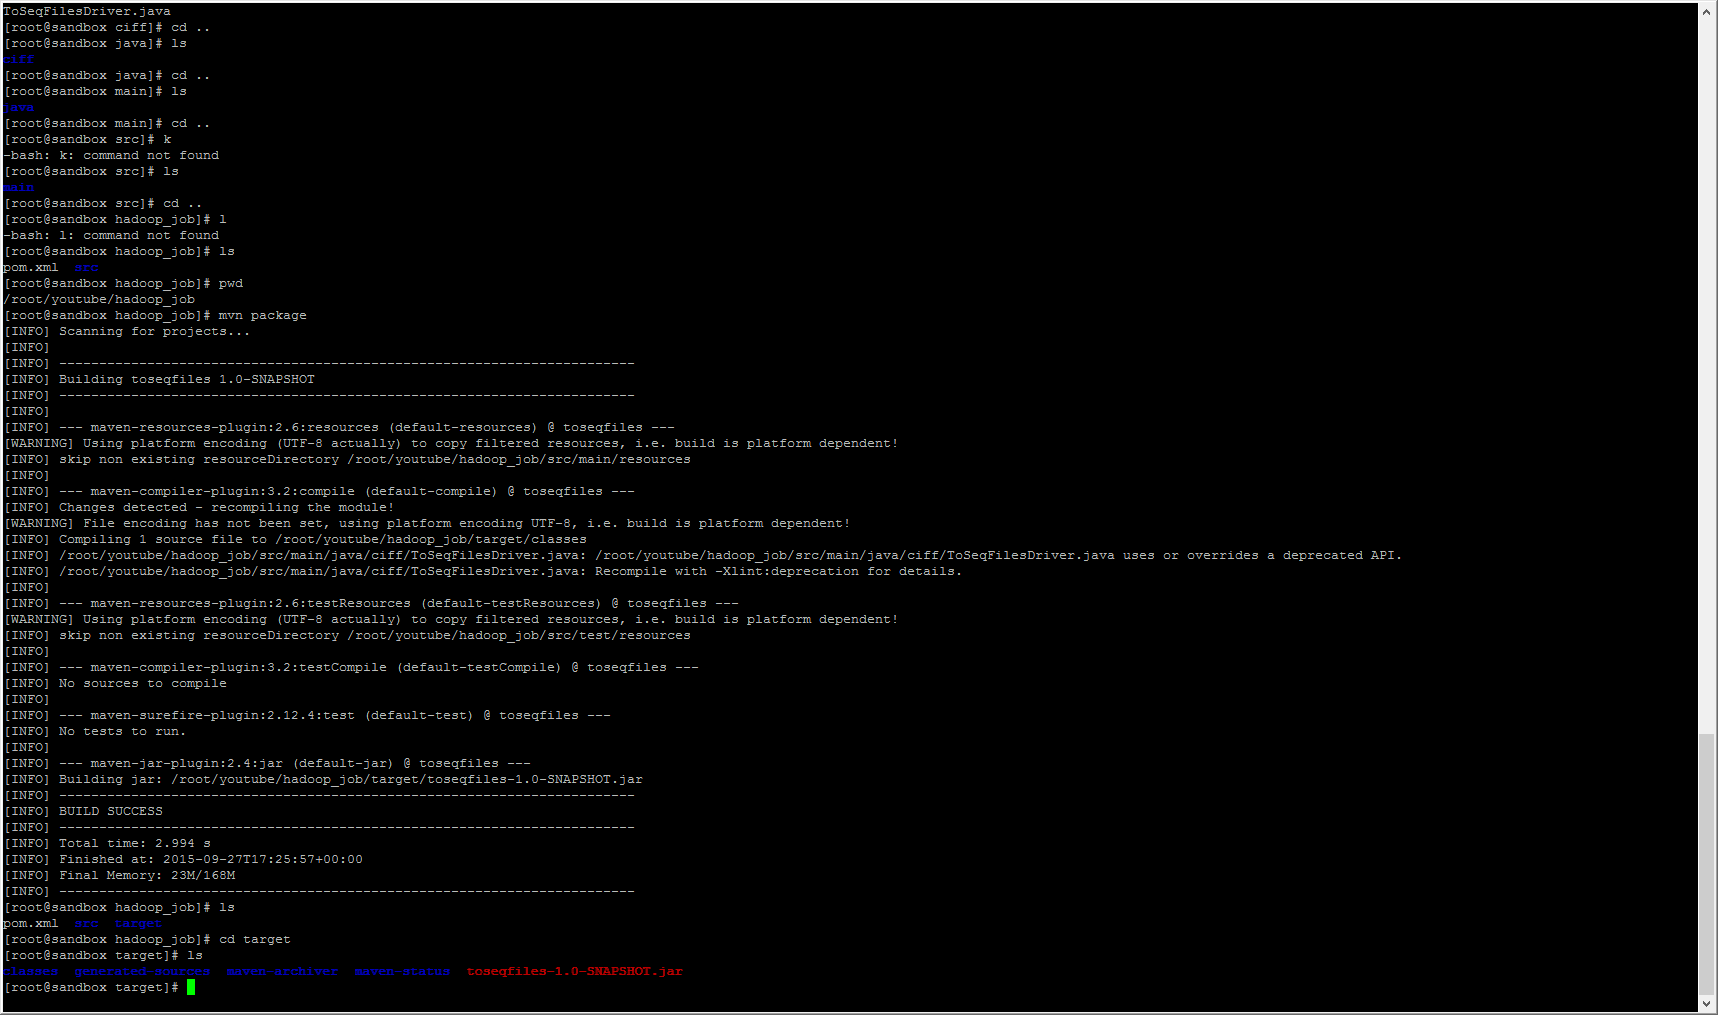 ToSeqFilesDriver.java
[root@sandbox ciff]# cd ..
[root@sandbox java]# ls
ciff
[root@sandbox java]# cd ..
[root@sandbox main]# ls
java
[root@sandbox main]# cd ..
[root@sandbox src]# k
-bash: k: command not found
[root@sandbox src]# ls
main
[root@sandbox src]# cd ..
[root@sandbox hadoop_job]# l
-bash: l: command not found
[root@sandbox hadoop_job]# ls
pom.xml  src
[root@sandbox hadoop_job]# pwd
/root/youtube/hadoop_job
[root@sandbox hadoop_job]# mvn package
[INFO] Scanning for projects...
[INFO]
[INFO] ------------------------------------------------------------------------
[INFO] Building toseqfiles 1.0-SNAPSHOT
[INFO] ------------------------------------------------------------------------
[INFO]
[INFO] --- maven-resources-plugin:2.6:resources (default-resources) @ toseqfiles ---
[WARNING] Using platform encoding (UTF-8 actually) to copy filtered resources, i.e. build is platform dependent!
[INFO] skip non existing resourceDirectory /root/youtube/hadoop_job/src/main/resources
[INFO]
[INFO] --- maven-compiler-plugin:3.2:compile (default-compile) @ toseqfiles ---
[INFO] Changes detected - recompiling the module!
[WARNING] File encoding has not been set, using platform encoding UTF-8, i.e. build is platform dependent!
[INFO] Compiling 1 source file to /root/youtube/hadoop_job/target/classes
[INFO] /root/youtube/hadoop_job/src/main/java/ciff/ToSeqFilesDriver.java: /root/youtube/hadoop_job/src/main/java/ciff/ToSeqFilesDriver.java uses or overrides a deprecated API.
[INFO] /root/youtube/hadoop_job/src/main/java/ciff/ToSeqFilesDriver.java: Recompile with -Xlint:deprecation for details.
[INFO]
[INFO] --- maven-resources-plugin:2.6:testResources (default-testResources) @ toseqfiles ---
[WARNING] Using platform encoding (UTF-8 actually) to copy filtered resources, i.e. build is platform dependent!
[INFO] skip non existing resourceDirectory /root/youtube/hadoop_job/src/test/resources
[INFO]
[INFO] --- maven-compiler-plugin:3.2:testCompile (default-testCompile) @ toseqfiles ---
[INFO] No sources to compile
[INFO]
[INFO] --- maven-surefire-plugin:2.12.4:test (default-test) @ toseqfiles ---
[INFO] No tests to run.
[INFO]
[INFO] --- maven-jar-plugin:2.4:jar (default-jar) @ toseqfiles ---
[INFO] Building jar: /root/youtube/hadoop_job/target/toseqfiles-1.0-SNAPSHOT.jar
[INFO] ------------------------------------------------------------------------
[INFO] BUILD SUCCESS
[INFO] ------------------------------------------------------------------------
[INFO] Total time: 2.994 s
[INFO] Finished at: 2015-09-27T17:25:57+00:00
[INFO] Final Memory: 23M/168M
[INFO] ------------------------------------------------------------------------
[root@sandbox hadoop_job]# ls
pom.xml  src  target
[root@sandbox hadoop_job]# cd target
[root@sandbox target]# ls
classes  generated-sources  maven-archiver  maven-status  toseqfiles-1.0-SNAPSHOT.jar
[root@sandbox target]#